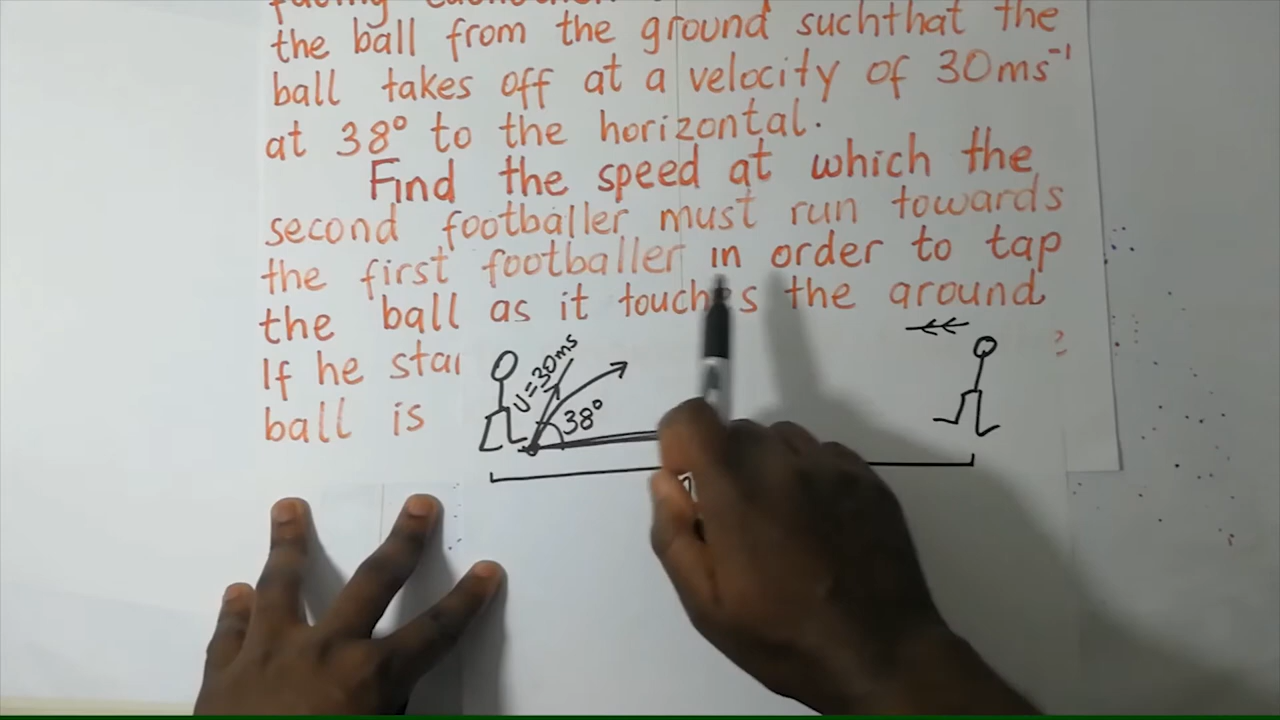 the ball from the ground suchthat the
ball takes off at a velocity of 30ms⁻¹
at 38° to the horizontal.
Find the speed at which the
second footballer must run towards
the first footballer in order to tap
the ball as it touches the around
If he star
?
ball is
U=30ms
38°